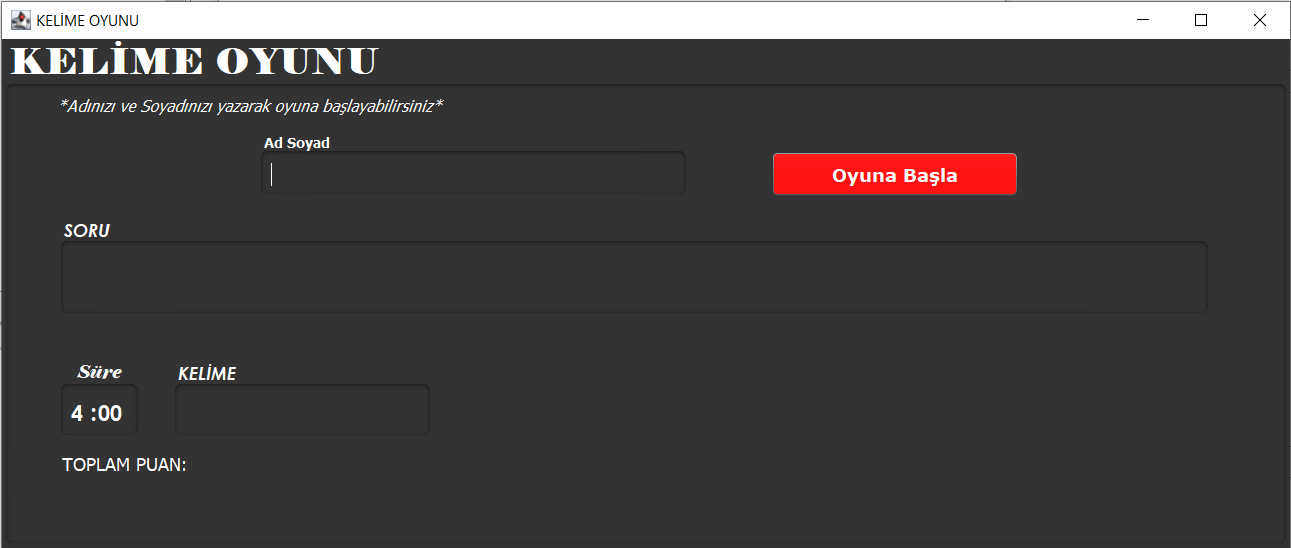 KELİME OYUNU
KELİME OYUNU
*Adınızı ve Soyadınızı yazarak oyuna başlayabilirsiniz*
Ad Soyad
Oyuna Başla
SORU
Süre
KELİME
4 :00
TOPLAM PUAN: